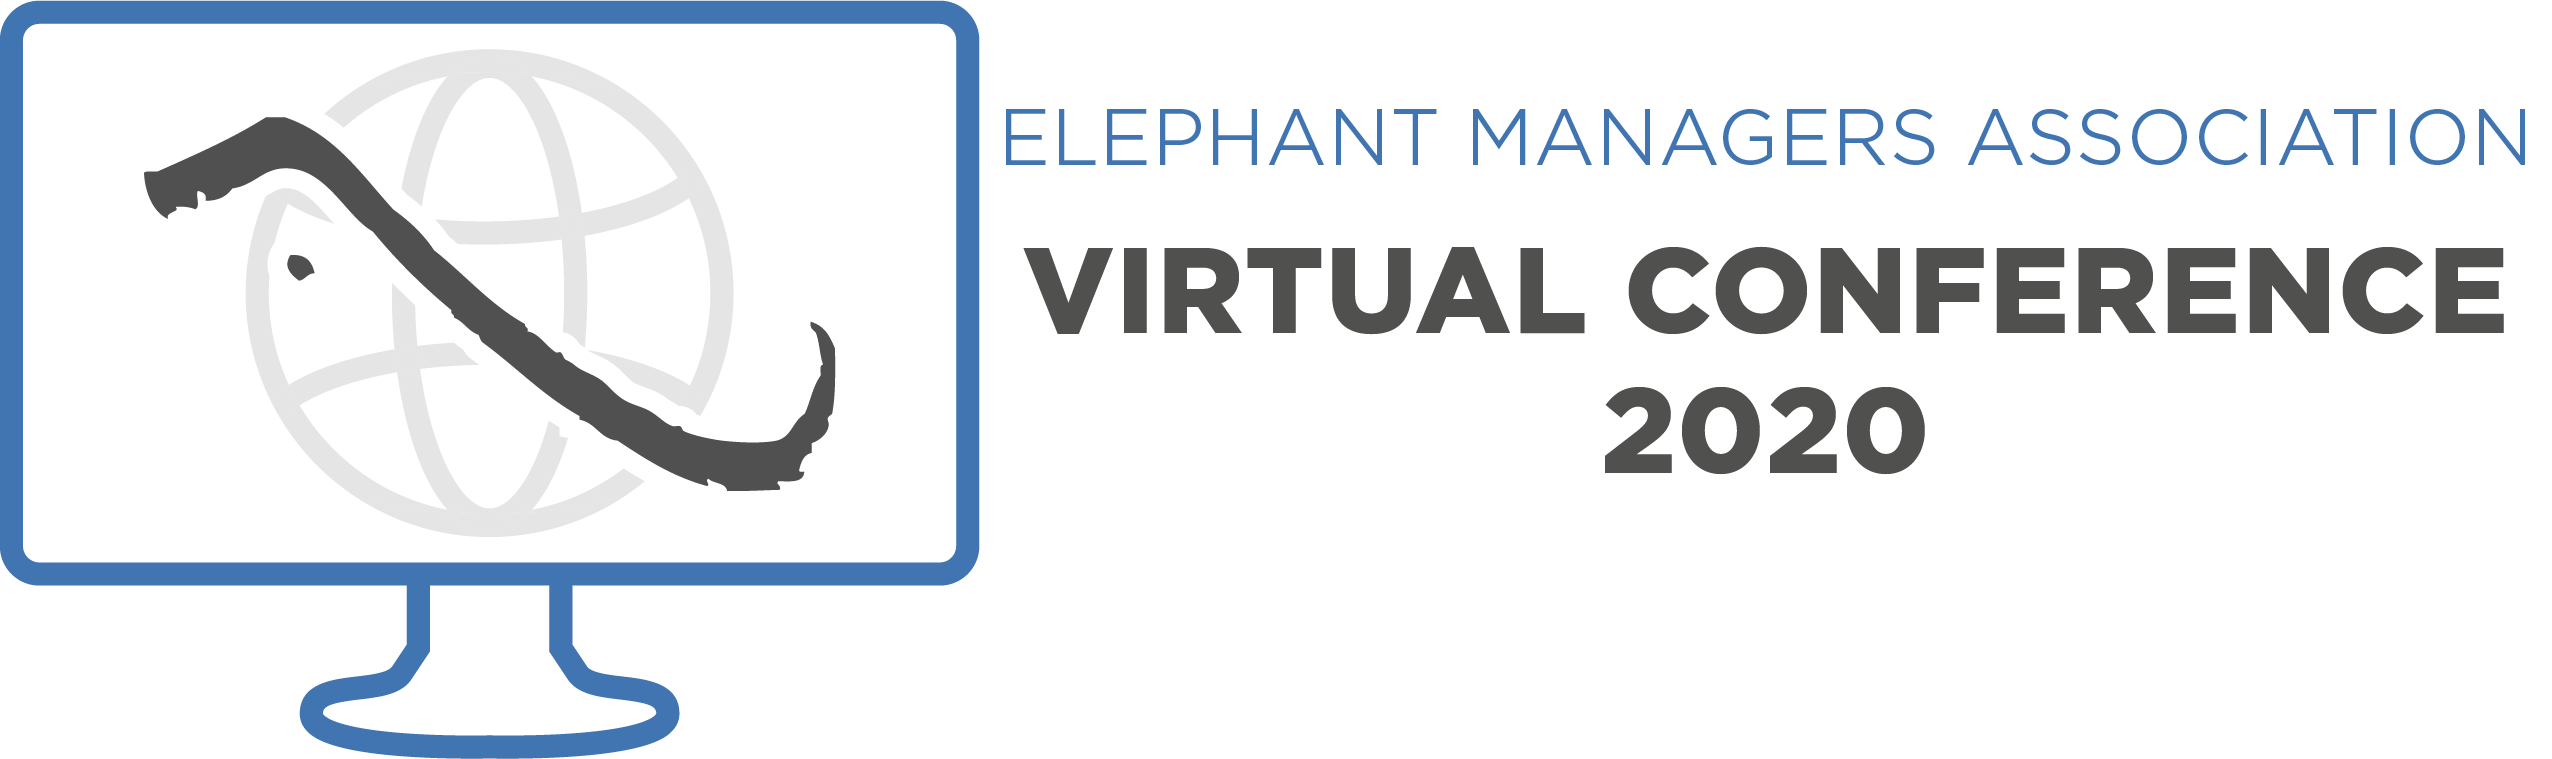 ELEPHANT MANAGERS ASSOCIATION
VIRTUAL CONFERENCE
2020